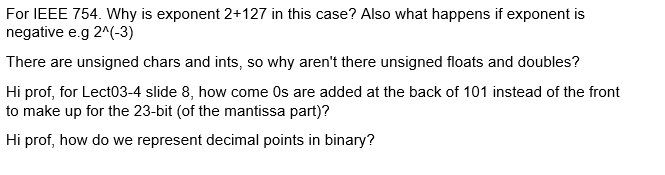 For IEEE 754. Why is exponent 2+127 in this case? Also what happens if exponent is
negative e.g 2^(-3)
There are unsigned chars and ints, so why aren't there unsigned floats and doubles?
Hi prof, for Lect03-4 slide 8, how come 0s are added at the back of 101 instead of the front
to make up for the 23-bit (of the mantissa part)?
Hi prof, how do we represent decimal points in binary?